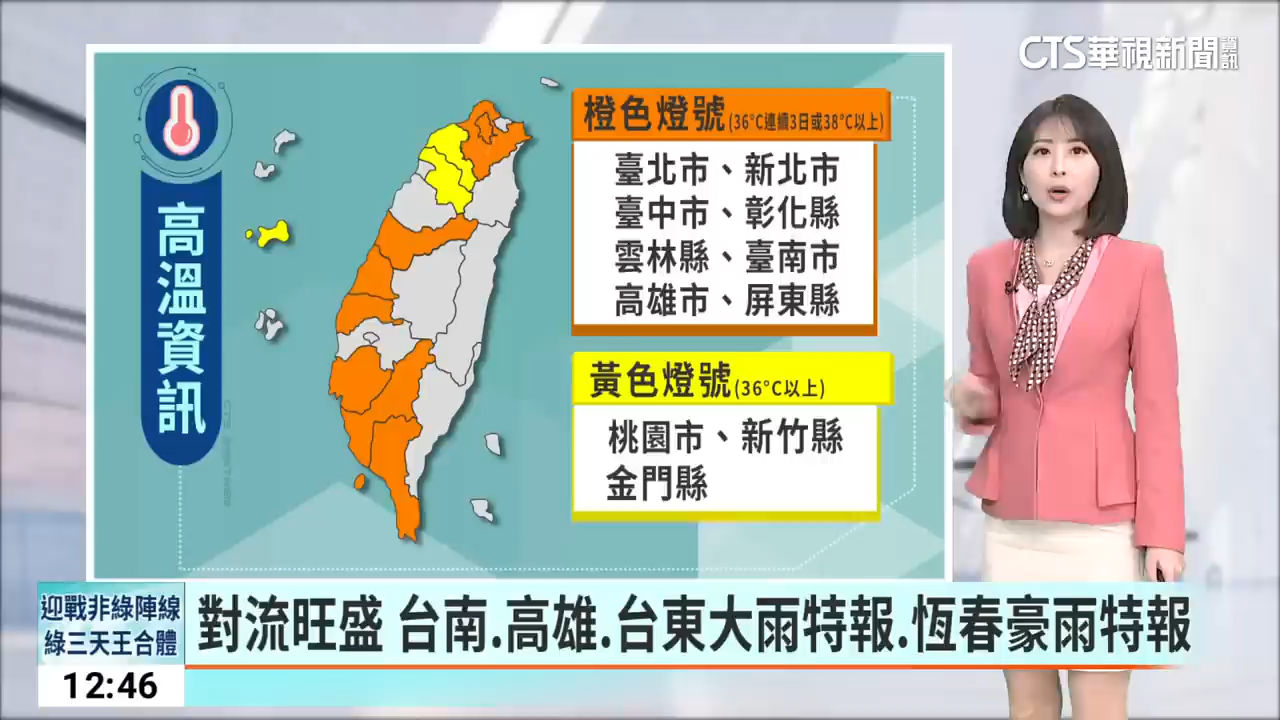 CTS華視新聞資訊
高溫資訊
橙色燈號(36°C連續3日或38°C以上)
臺北市、新北市
臺中市、彰化縣
雲林縣、臺南市
高雄市、屏東縣
黃色燈號(36°C以上)
桃園市、新竹縣
金門縣
迎戰非綠陣線
綠三天王合體
12:46
對流旺盛 台南.高雄.台東大雨特報.恆春豪雨特報